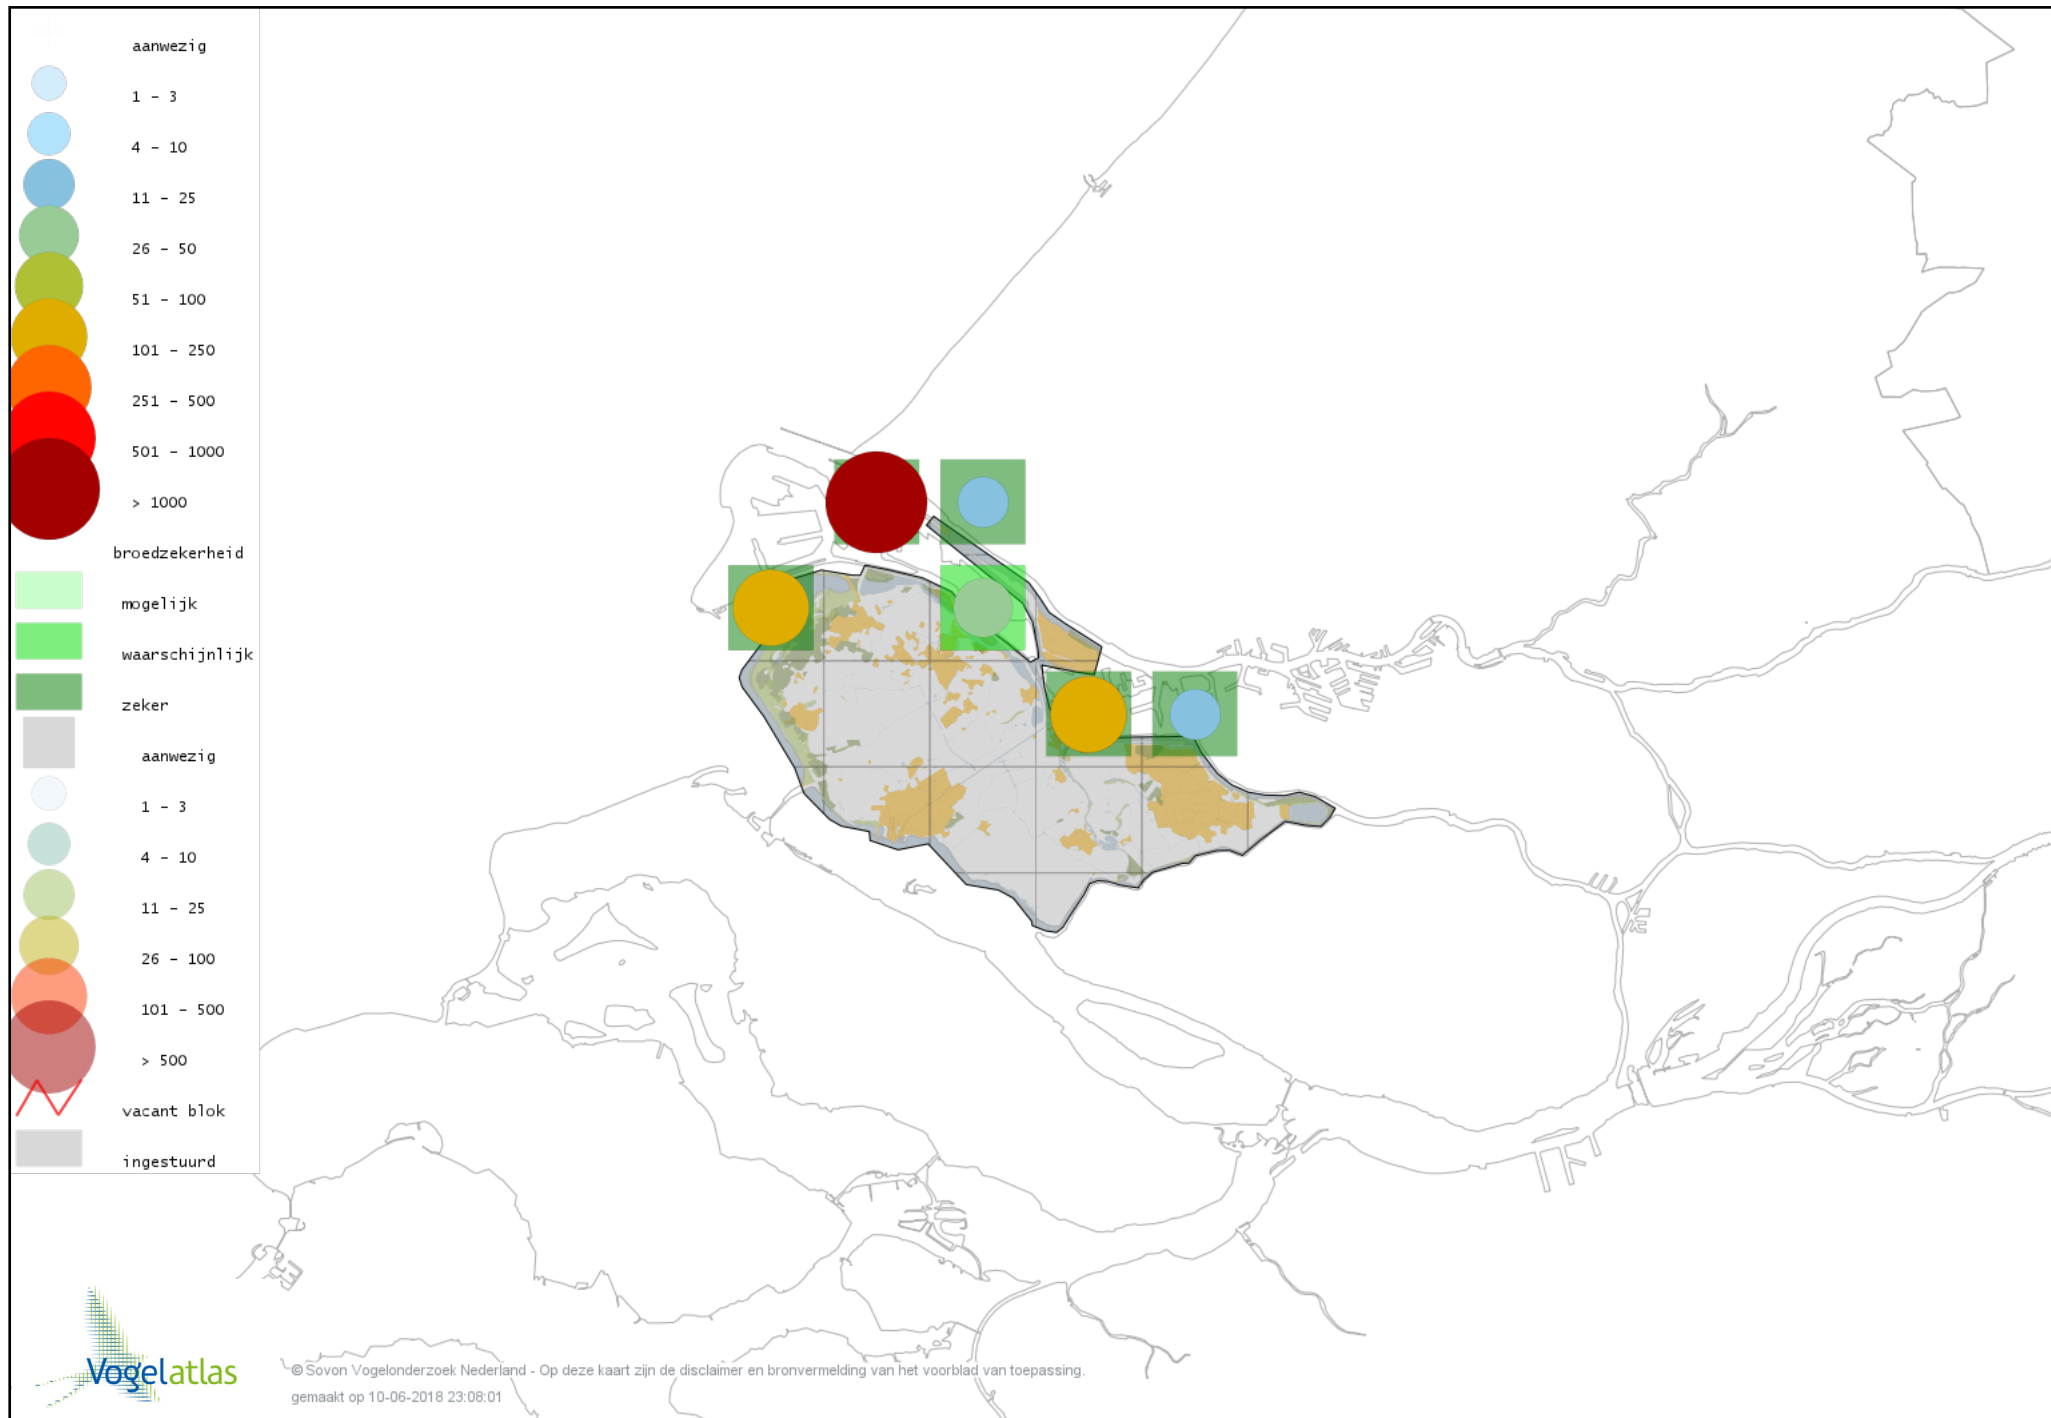 aanwezig
1 - 3
4 - 10
11 - 25
26 - 50
51 - 100
101 - 250
251 - 500
501 - 1000
> 1000
broedzekerheid
mogelijk
waarschijnlijk
zeker
aanwezig
1 - 3
4 - 10
11 - 25
26 - 100
101 - 500
> 500
vacant blok
ingestuurd
Vogelatlas
© Sovon Vogelonderzoek Nederland - Op deze kaart zijn de disclaimer en bronvermelding van het voorblad van toepassing.
gemaakt op 10-06-2018 23:08:01